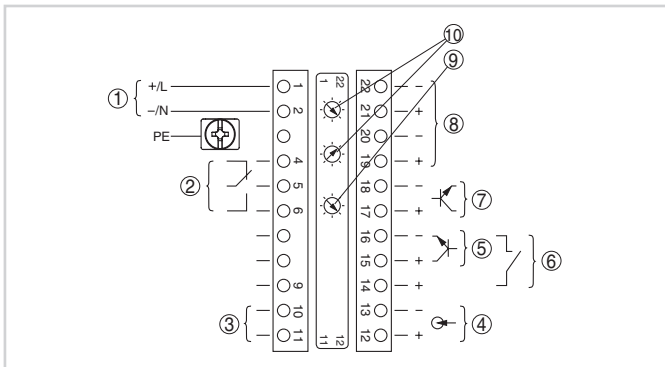 ⑩
⑨
1 22
① +/L 1 22 −
−/N 2 21 + ⑧
PE 20 −
4 19 +
② 5 18 − ⑦
6 17 +
16 − ⑤
15 + ⑥
9 14 +
③ 10 13 − ④
11 12 +
11 12